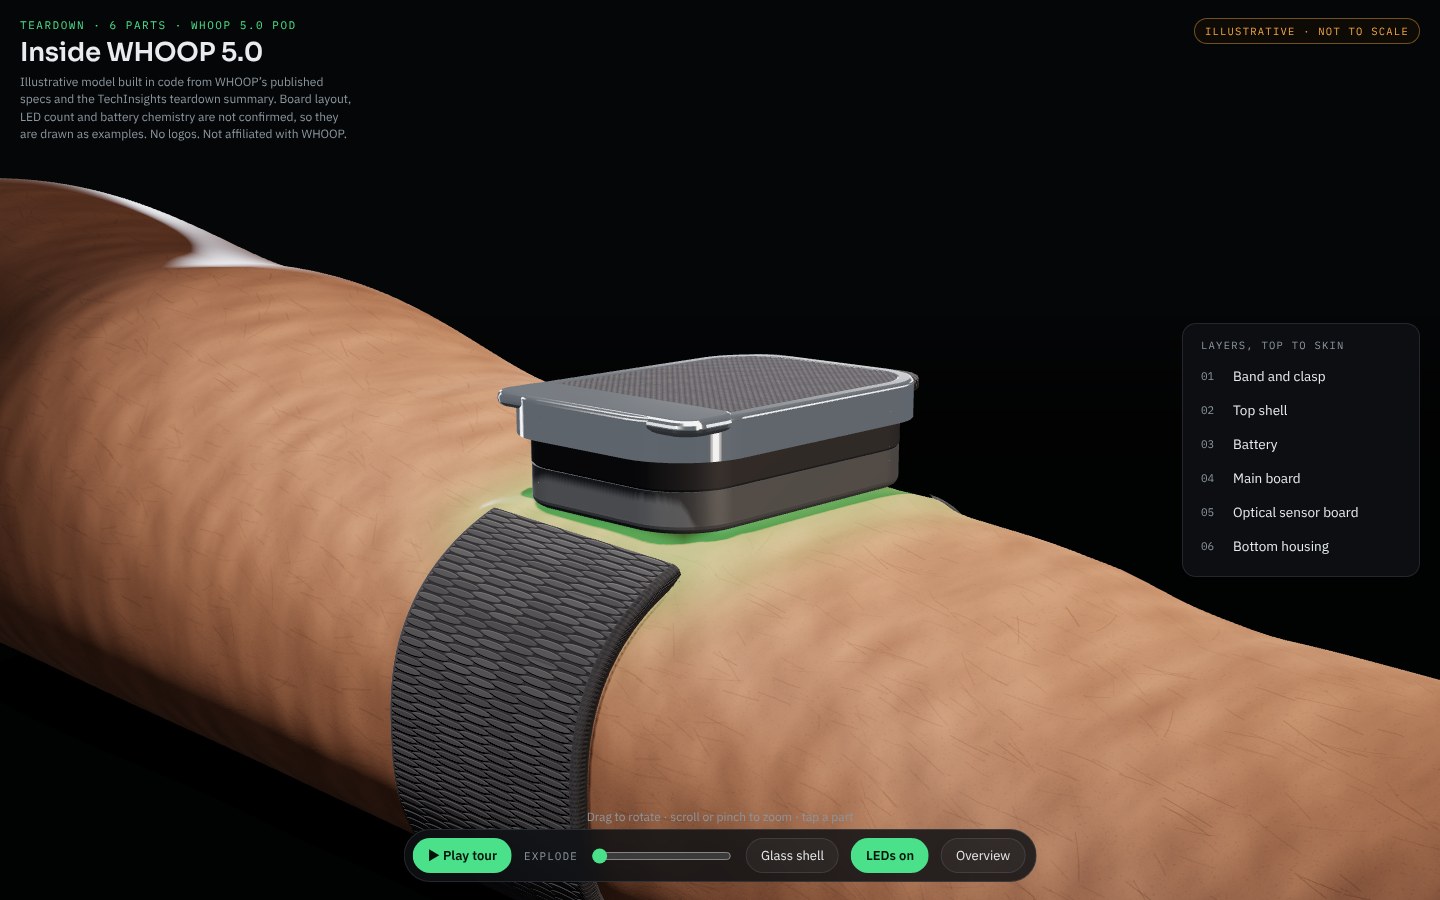 TEARDOWN · 6 PARTS · WHOOP 5.0 POD
Inside WHOOP 5.0
Illustrative model built in code from WHOOP’s published
specs and the TechInsights teardown summary. Board layout,
LED count and battery chemistry are not confirmed, so they
are drawn as examples. No logos. Not affiliated with WHOOP.
ILLUSTRATIVE · NOT TO SCALE
LAYERS, TOP TO SKIN
01 Band and clasp
02 Top shell
03 Battery
04 Main board
05 Optical sensor board
06 Bottom housing
Drag to rotate · scroll or pinch to zoom · tap a part
▶ Play tour EXPLODE Glass shell LEDs on Overview